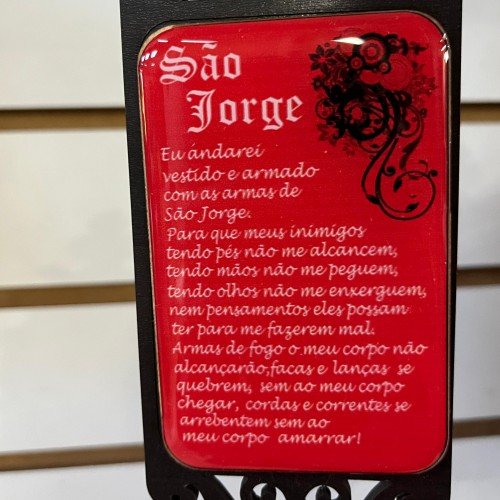 São
Jorge
Eu ándarei
vestido e armado
com as armas de
São Jorge.
Para que meus inimigos
tendo pés não me alcancem,
tendo mãos não me peguem,
tendo olhos não me enxerguem,
nem pensamentos eles possam
ter para me fazerem mal.
Armas de fogo o meu corpo não
alcançarão,facas e lanças se
quebrem, sem ao meu corpo
chegar, cordas e correntes se
arrebentem sem ao
meu corpo amarrar!